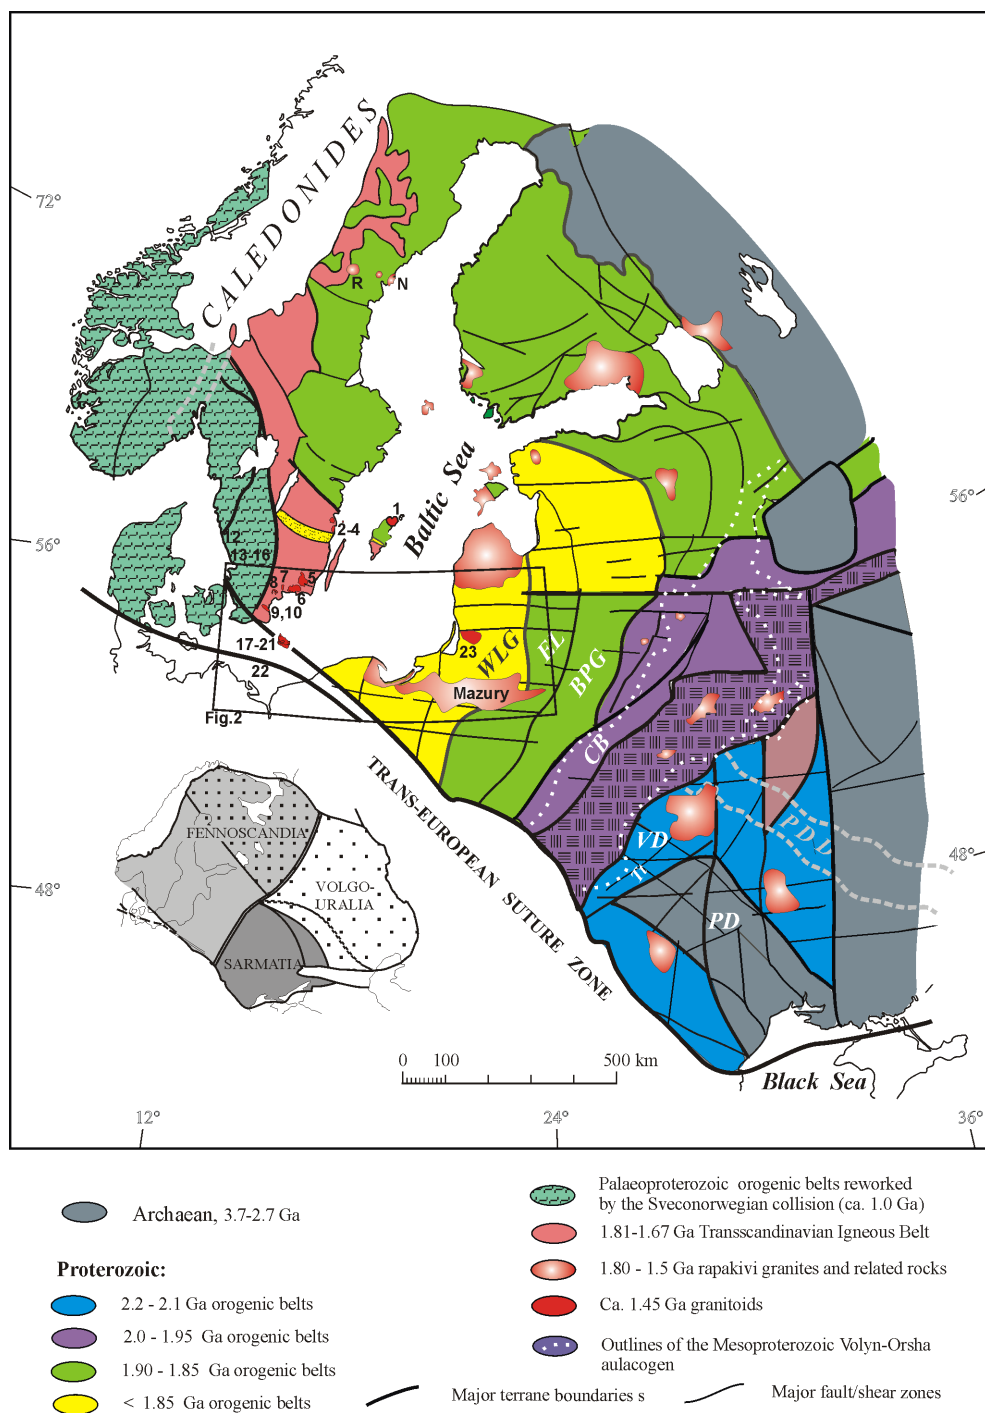 CALEDONIDES
72°
R
N
Baltic Sea
56°
56°
1
2-4
12
13-16
7
5
8
6
9,10
17-21
22
23
WLG
EL
BPG
Mazury
Fig.2
CB
TRANS-EUROPEAN SUTURE ZONE
VD
PDD
48°
48°
PD
FENNOSCANDIA
VOLGO-
URALIA
SARMATIA
0 100 500 km
Black Sea
12°
24°
36°
Archaean, 3.7-2.7 Ga
Proterozoic:
2.2 - 2.1 Ga orogenic belts
2.0 - 1.95 Ga orogenic belts
1.90 - 1.85 Ga orogenic belts
< 1.85 Ga orogenic belts
Palaeoproterozoic orogenic belts reworked
by the Sveconorwegian collision (ca. 1.0 Ga)
1.81-1.67 Ga Transscandinavian Igneous Belt
1.80 - 1.5 Ga rapakivi granites and related rocks
Ca. 1.45 Ga granitoids
Outlines of the Mesoproterozoic Volyn-Orsha
aulacogen
Major terrane boundaries s
Major fault/shear zones